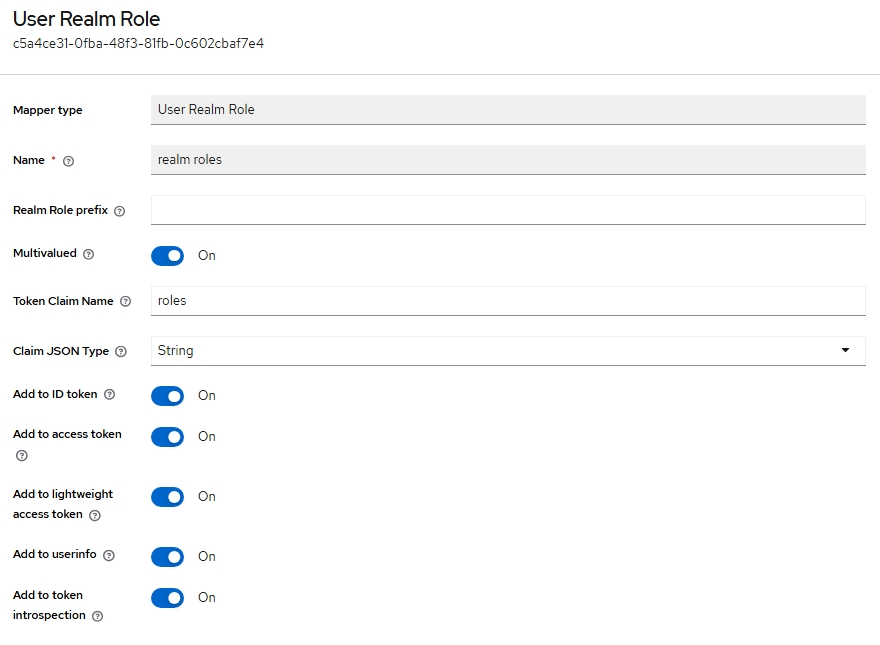 User Realm Role
c5a4ce31-0fba-48f3-81fb-0c602cbaf7e4
Mapper type
User Realm Role
Name *
realm roles
Realm Role prefix
Multivalued
On
Token Claim Name
roles
Claim JSON Type
String
Add to ID token
On
Add to access token
On
Add to lightweight
access token
On
Add to userinfo
On
Add to token
introspection
On